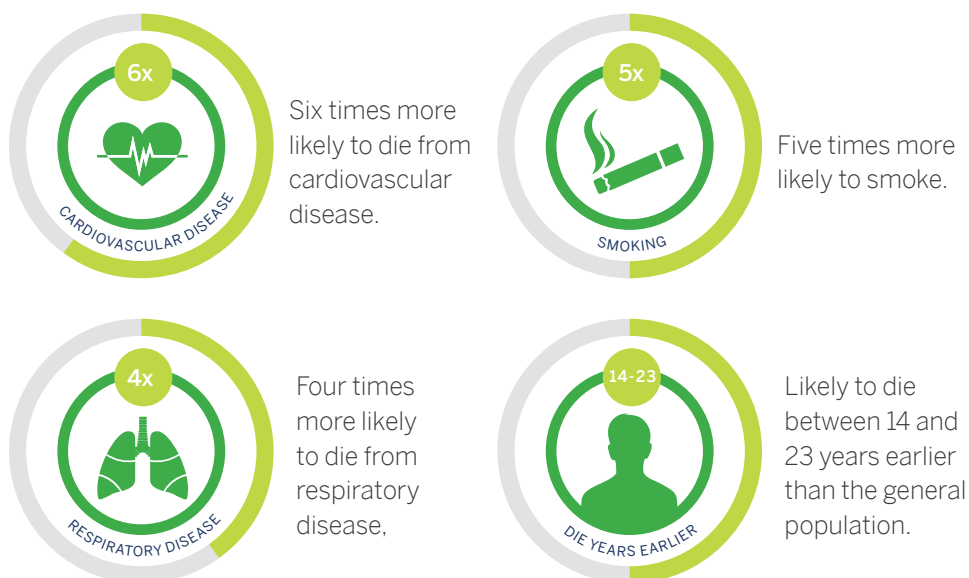 6x
CARDIOVASCULAR DISEASE
Six times more
likely to die from
cardiovascular
disease.
5x
SMOKING
Five times more
likely to smoke.
4x
RESPIRATORY DISEASE
Four times
more likely
to die from
respiratory
disease,
14-23
DIE YEARS EARLIER
Likely to die
between 14 and
23 years earlier
than the general
population.